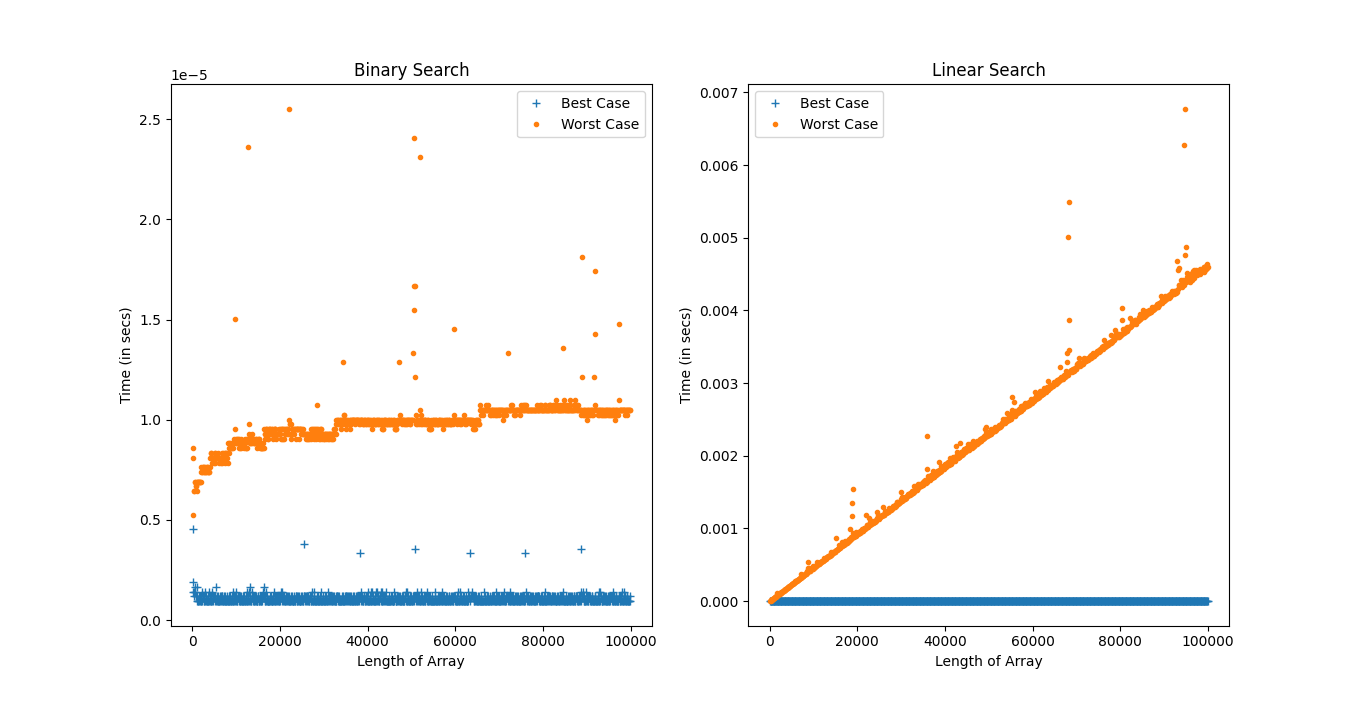 Binary Search
1e−5
Best Case
Worst Case
2.5
2.0
1.5
1.0
0.5
0.0
Time (in secs)
0
20000
40000
60000
80000
100000
Length of Array
Linear Search
Best Case
Worst Case
0.007
0.006
0.005
0.004
0.003
0.002
0.001
0.000
Time (in secs)
0
20000
40000
60000
80000
100000
Length of Array